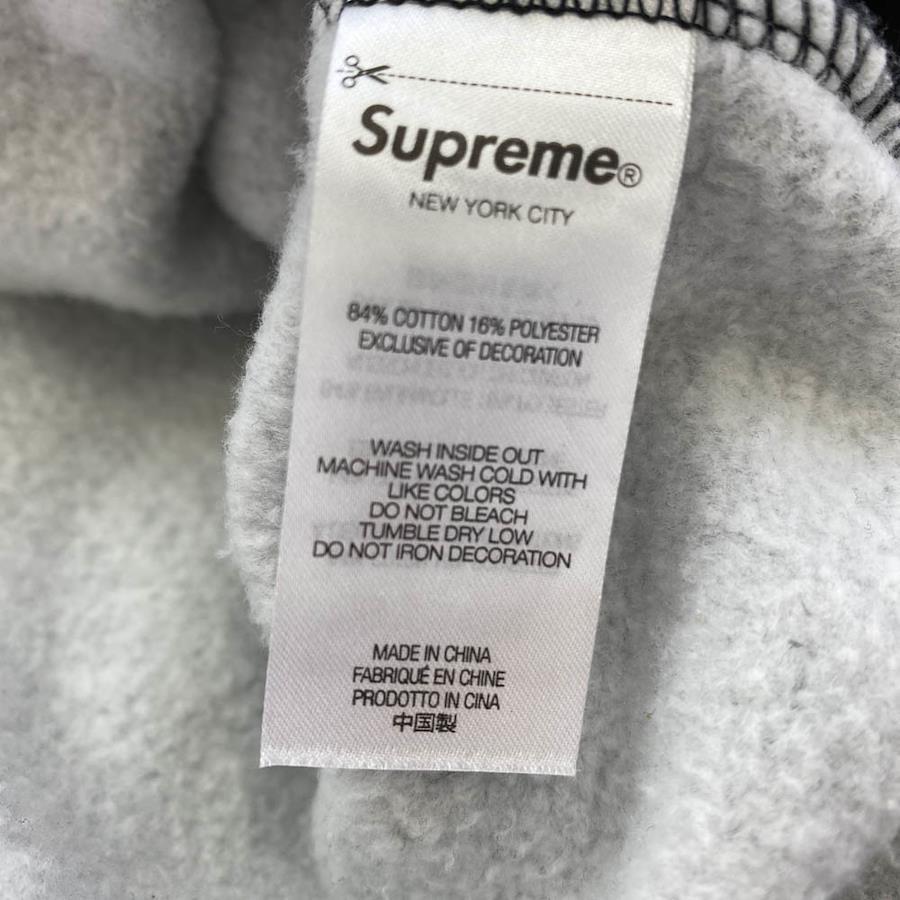 Supreme®
NEW YORK CITY
84% COTTON 16% POLYESTER
EXCLUSIVE OF DECORATION
WASH INSIDE OUT
MACHINE WASH COLD WITH
LIKE COLORS
DO NOT BLEACH
TUMBLE DRY LOW
DO NOT IRON DECORATION
MADE IN CHINA
FABRIQUÉ EN CHINE
PRODOTTO IN CINA
中国製